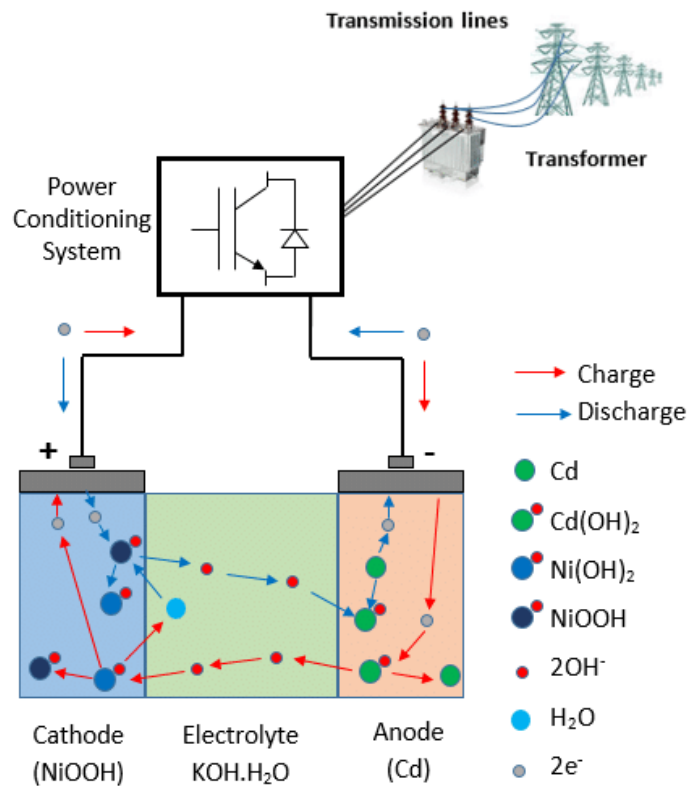 Transmission lines
Transformer
Power
Conditioning
System
Charge
Discharge
+
-
Cd
Cd(OH)₂
Ni(OH)₂
NiOOH
2OH⁻
H₂O
2e⁻
Cathode
(NiOOH)
Electrolyte
KOH.H₂O
Anode
(Cd)